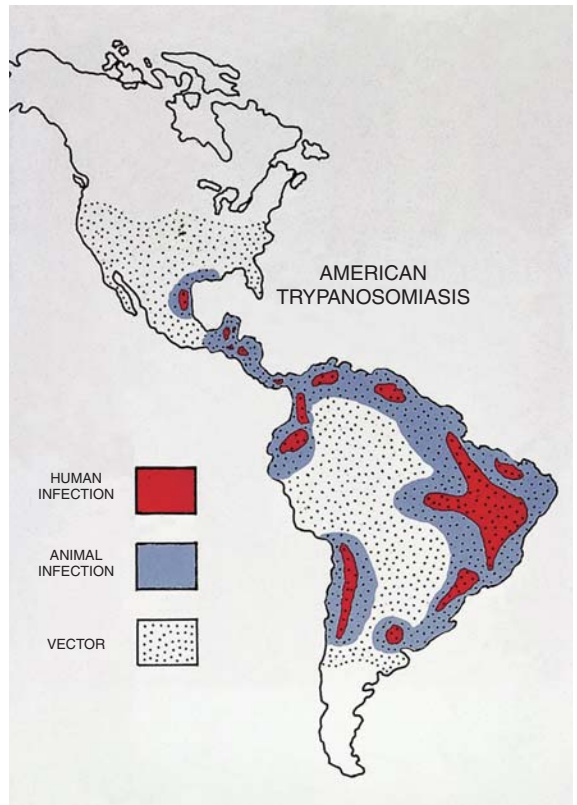 AMERICAN
TRYPANOSOMIASIS
HUMAN
INFECTION
ANIMAL
INFECTION
VECTOR